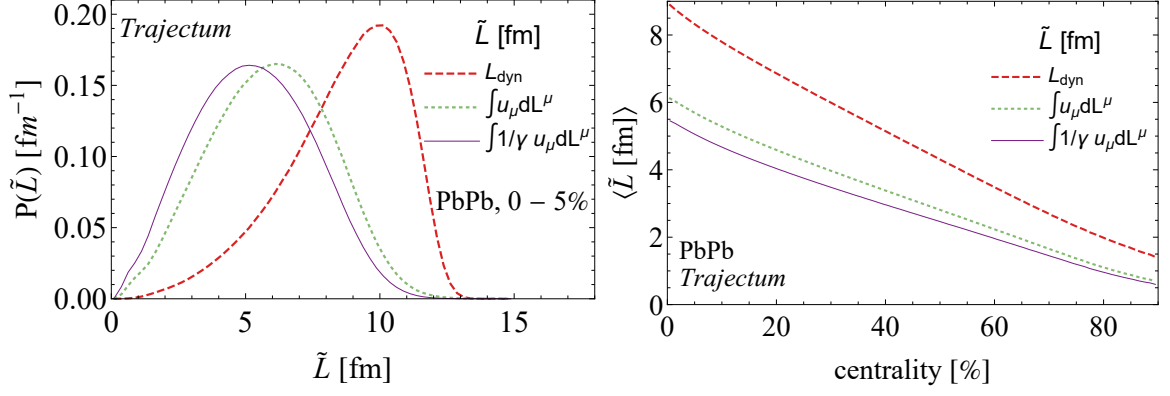 Trajectum
L̃ [fm]
L_dyn
∫u_μdL^μ
∫1/γ u_μdL^μ
PbPb, 0 – 5%
P(L̃) [fm⁻¹]
0.20
0.15
0.10
0.05
0.00
0 5 10 15
L̃ [fm]
L̃ [fm]
L_dyn
∫u_μdL^μ
∫1/γ u_μdL^μ
PbPb
Trajectum
⟨L̃ [fm]⟩
8
6
4
2
0
0 20 40 60 80
centrality [%]